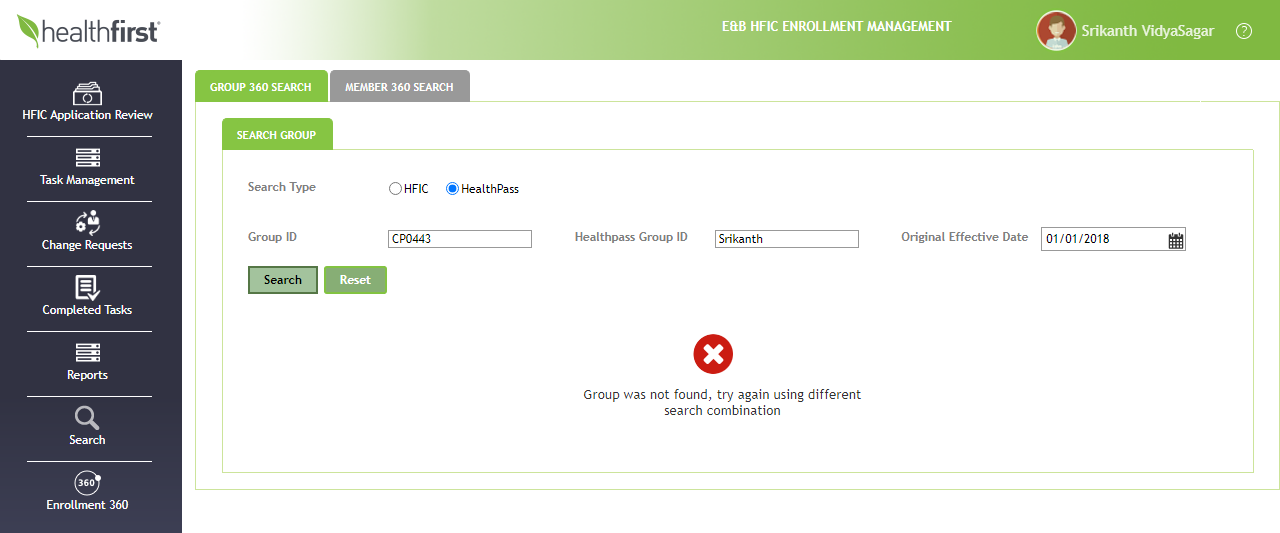 healthfirst
E&B HFIC ENROLLMENT MANAGEMENT
Srikanth VidyaSagar
?
HFIC Application Review
Task Management
Change Requests
Completed Tasks
Reports
Search
360
Enrollment 360
GROUP 360 SEARCH
MEMBER 360 SEARCH
SEARCH GROUP
Search Type
HFIC
HealthPass
Group ID
CP0443
Healthpass Group ID
Srikanth
Original Effective Date
01/01/2018
Search
Reset
Group was not found, try again using different
search combination